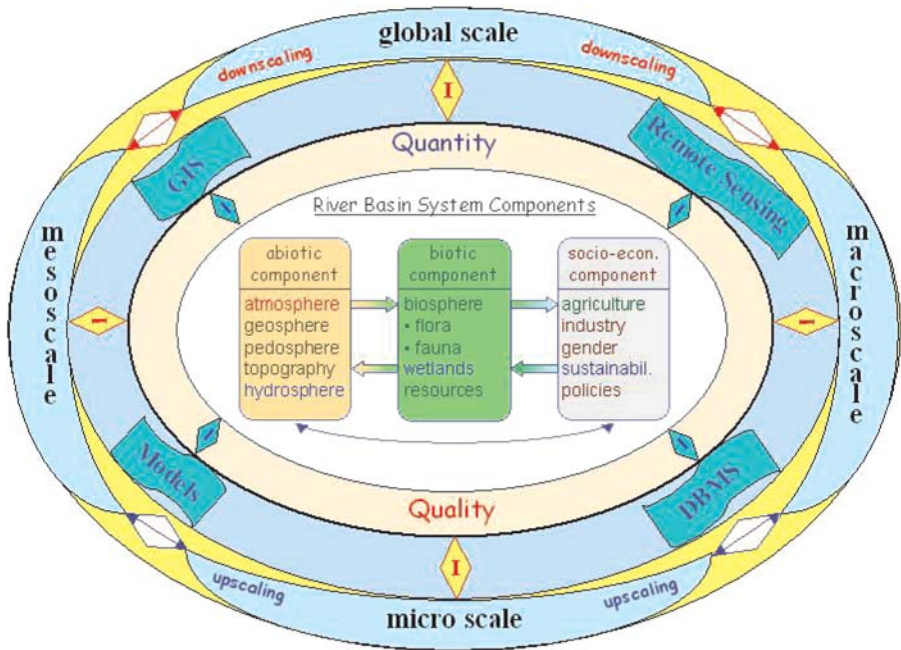 global scale
downscaling
downscaling
I
GIS
Quantity
Remote Sensing
I
I
River Basin System Components
mesoscale
macroscale
abiotic
component
atmosphere
geosphere
pedosphere
topography
hydrosphere
biotic
component
biosphere
• flora
• fauna
wetlands
resources
socio-econ.
component
agriculture
industry
gender
sustainabil.
policies
I
I
I
I
Models
Quality
DBMS
I
upscaling
upscaling
micro scale